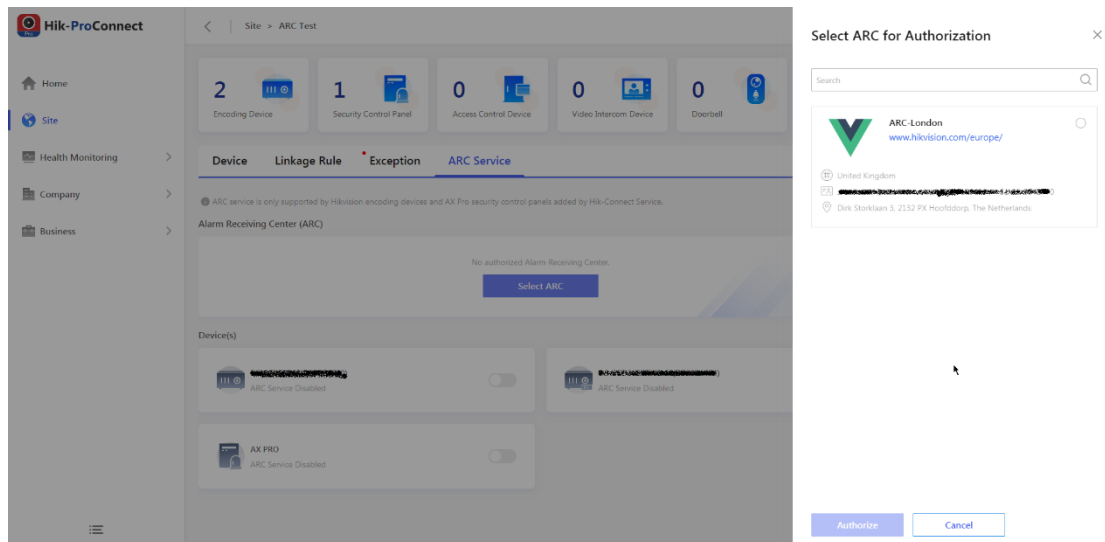 Hik-ProConnect
Site > ARC Test
Home
Site
Health Monitoring
Company
Business
2
Encoding Device
1
Security Control Panel
0
Access Control Device
0
Video Intercom Device
0
Doorbell
Device
Linkage Rule
Exception
ARC Service
ARC service is only supported by Hikvision encoding devices and AX Pro security control panels added by Hik-Connect Service.
Alarm Receiving Center (ARC)
No authorized Alarm Receiving Center.
Select ARC
Device(s)
ARC Service Disabled
ARC Service Disabled
AX PRO
ARC Service Disabled
Select ARC for Authorization
Search
ARC-London
www.hikvision.com/europe/
United Kingdom
Dirk Storklaan 3, 2132 PX Hoofddorp, The Netherlands
Authorize
Cancel